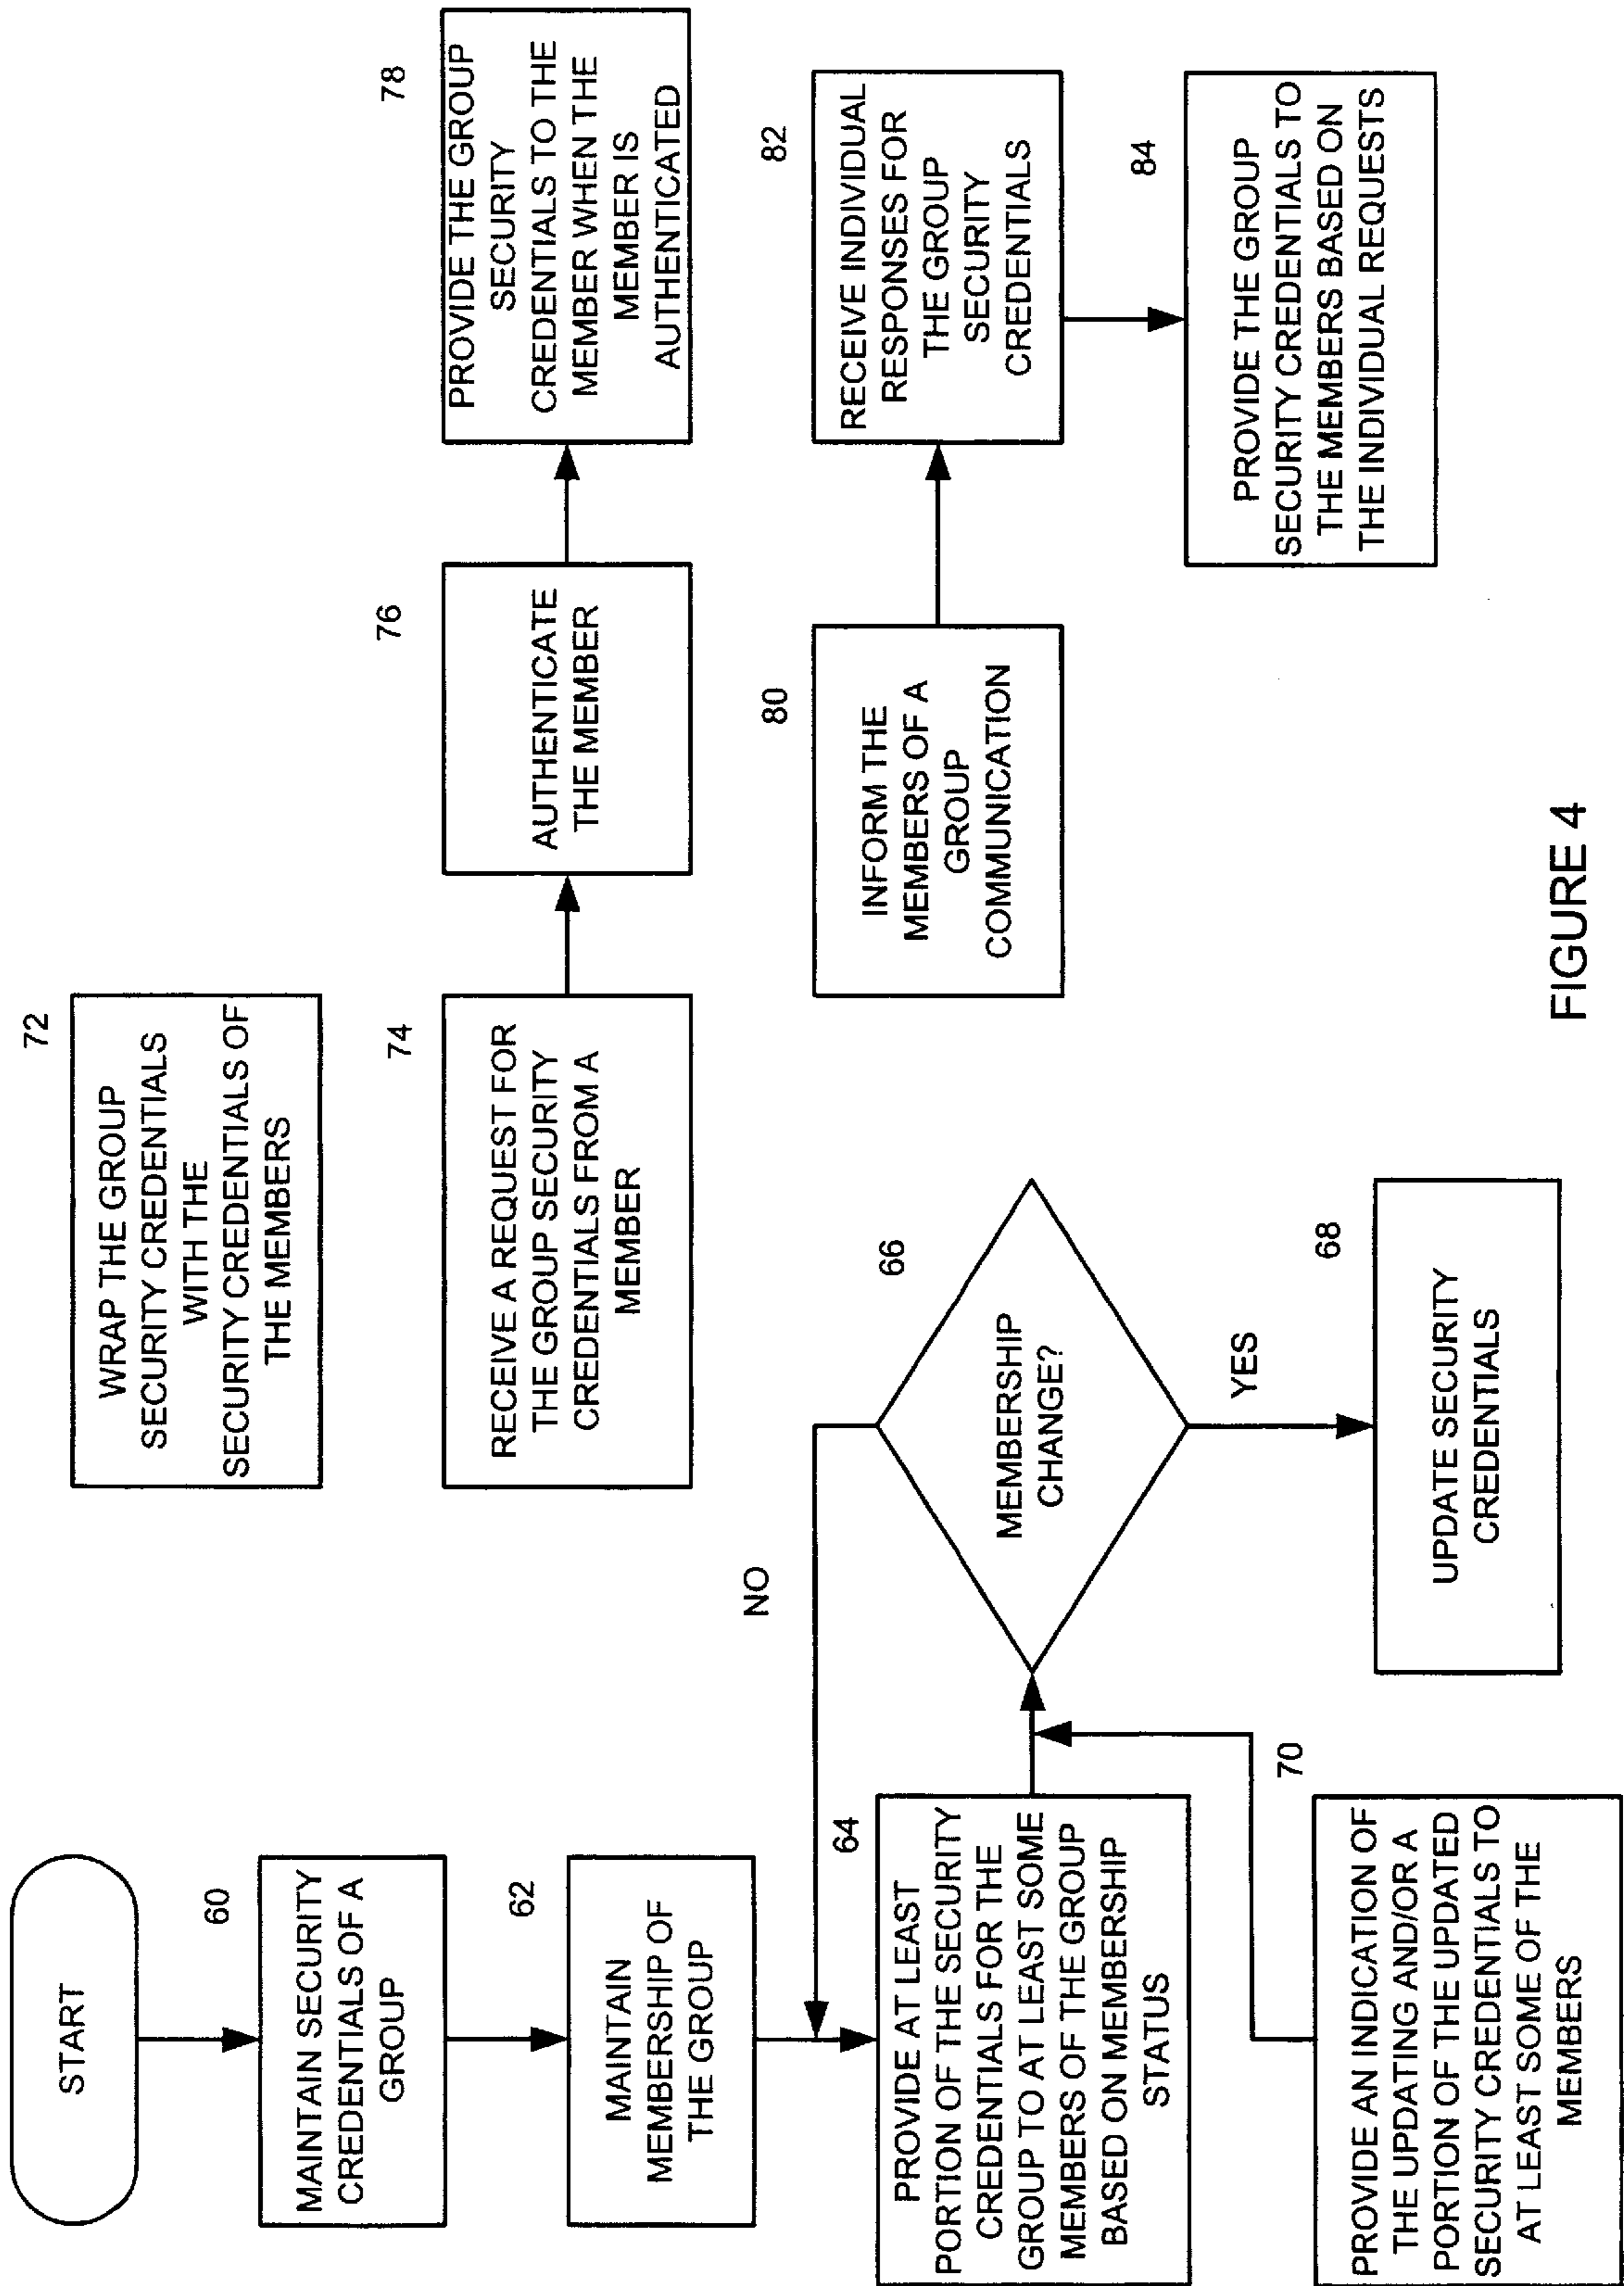 START
60
MAINTAIN SECURITY
CREDENTIALS OF A
GROUP
62
MAINTAIN
MEMBERSHIP OF
THE GROUP
64
PROVIDE AT LEAST
PORTION OF THE SECURITY
CREDENTIALS FOR THE
GROUP TO AT LEAST SOME
MEMBERS OF THE GROUP
BASED ON MEMBERSHIP
STATUS
NO
66
MEMBERSHIP
CHANGE?
YES
68
UPDATE SECURITY
CREDENTIALS
70
PROVIDE AN INDICATION OF
THE UPDATING AND/OR A
PORTION OF THE UPDATED
SECURITY CREDENTIALS TO
AT LEAST SOME OF THE
MEMBERS
72
WRAP THE GROUP
SECURITY CREDENTIALS
WITH THE
SECURITY CREDENTIALS OF
THE MEMBERS
74
RECEIVE A REQUEST FOR
THE GROUP SECURITY
CREDENTIALS FROM A
MEMBER
76
AUTHENTICATE
THE MEMBER
78
PROVIDE THE GROUP
SECURITY
CREDENTIALS TO THE
MEMBER WHEN THE
MEMBER IS
AUTHENTICATED
80
INFORM THE
MEMBERS OF A
GROUP
COMMUNICATION
82
RECEIVE INDIVIDUAL
RESPONSES FOR
THE GROUP
SECURITY
CREDENTIALS
84
PROVIDE THE GROUP
SECURITY CREDENTIALS TO
THE MEMBERS BASED ON
THE INDIVIDUAL REQUESTS
FIGURE 4